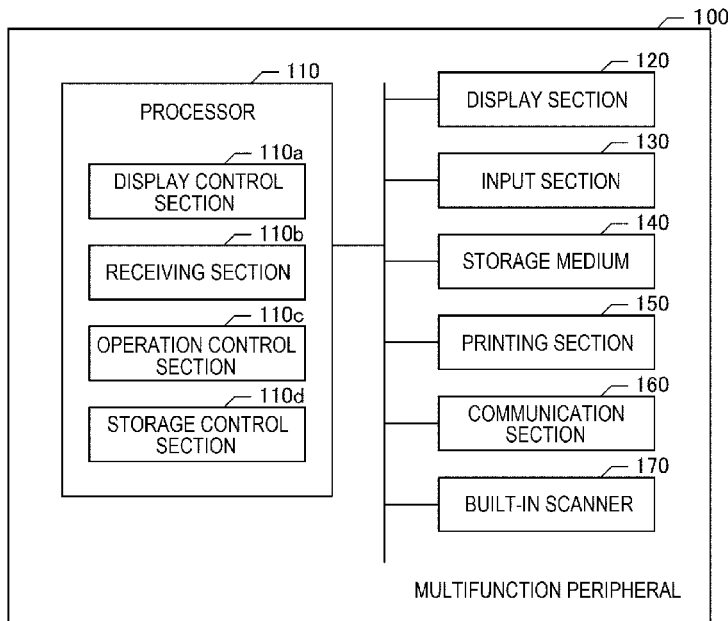 100
110
PROCESSOR
110a
DISPLAY CONTROL
SECTION
110b
RECEIVING SECTION
110c
OPERATION CONTROL
SECTION
110d
STORAGE CONTROL
SECTION
120
DISPLAY SECTION
130
INPUT SECTION
140
STORAGE MEDIUM
150
PRINTING SECTION
160
COMMUNICATION
SECTION
170
BUILT-IN SCANNER
MULTIFUNCTION PERIPHERAL